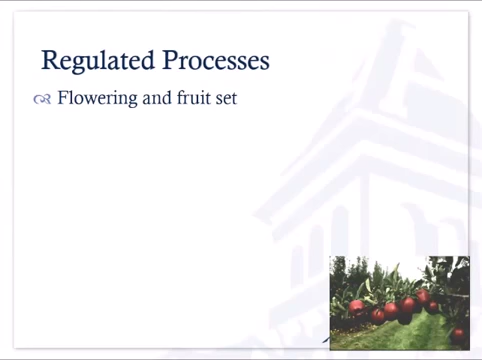 Regulated Processes
Flowering and fruit set